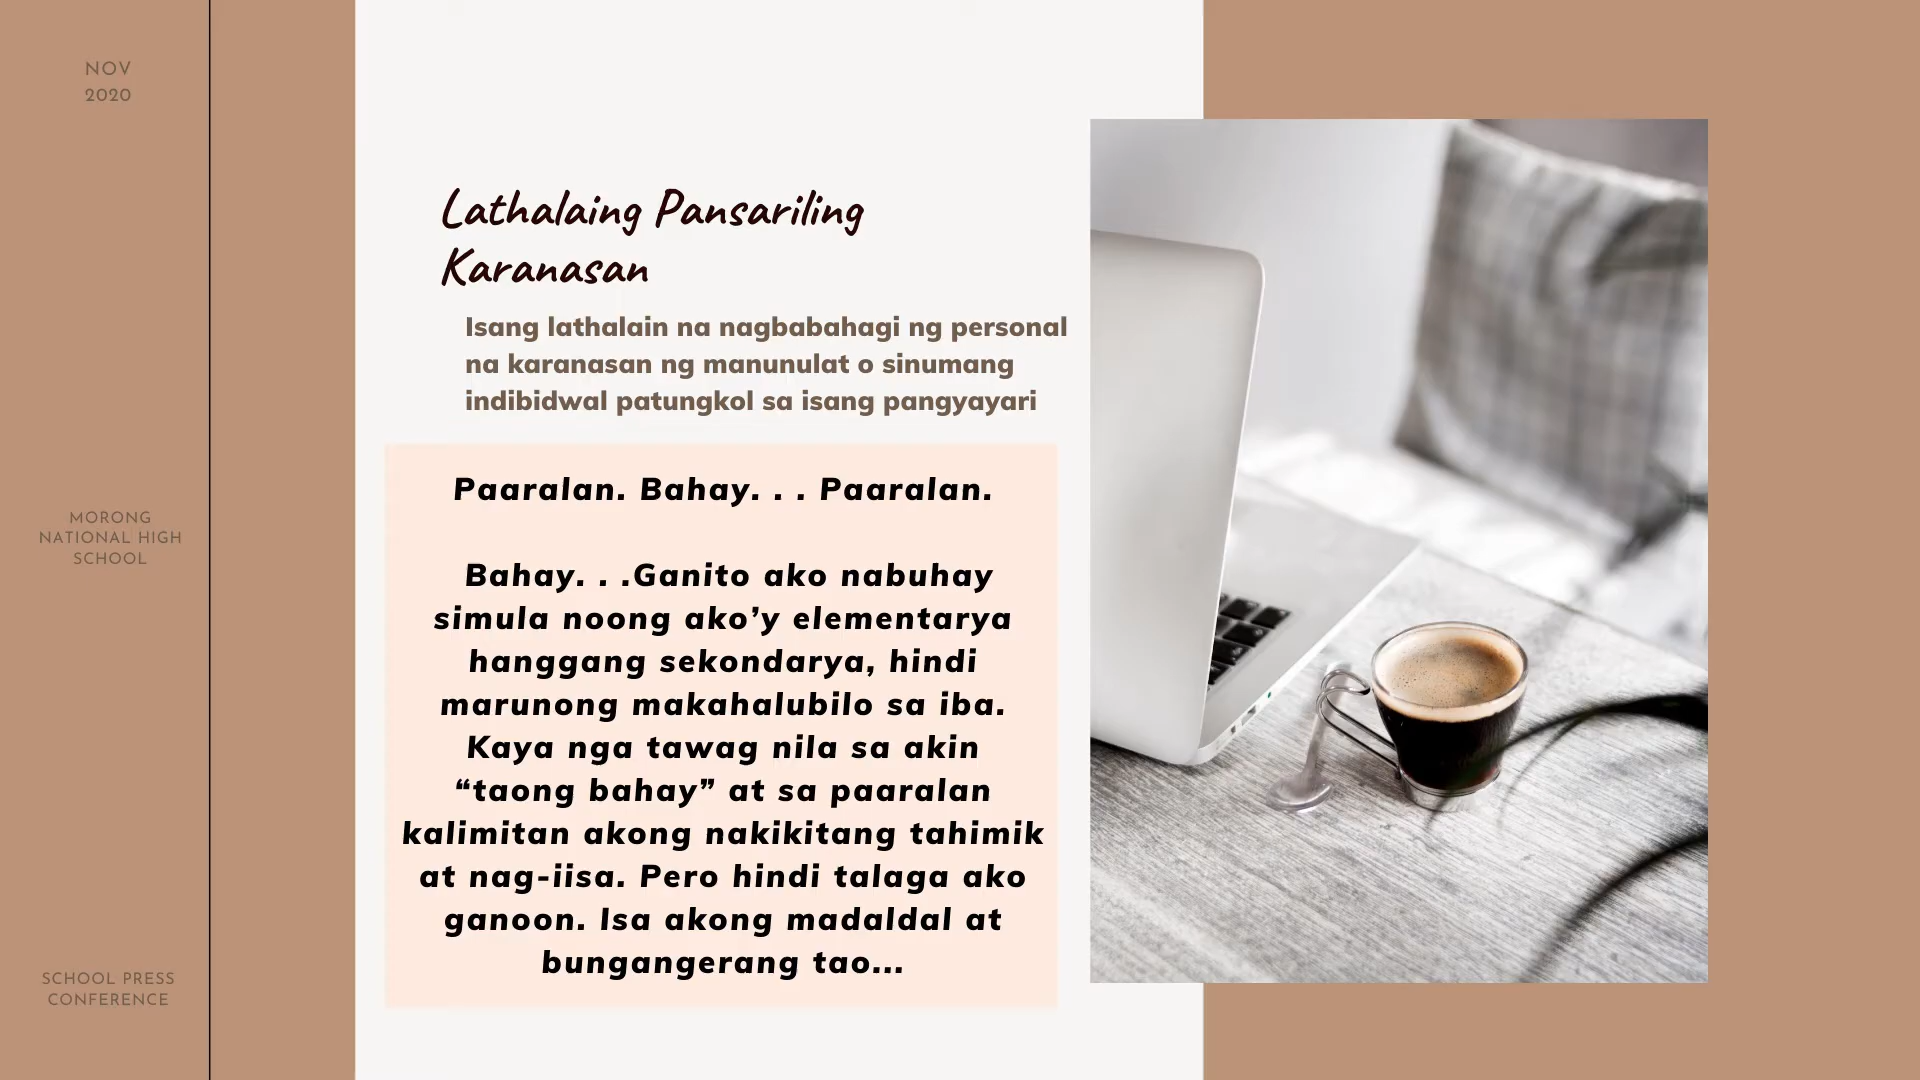 NOV
2020
MORONG
NATIONAL HIGH
SCHOOL
SCHOOL PRESS
CONFERENCE
Lathalaing Pansariling
Karanasan
Isang lathalain na nagbabahagi ng personal
na karanasan ng manunulat o sinumang
indibidwal patungkol sa isang pangyayari
Paaralan. Bahay. . . Paaralan.
Bahay. . .Ganito ako nabuhay
simula noong ako’y elementarya
hanggang sekondarya, hindi
marunong makahalubilo sa iba.
Kaya nga tawag nila sa akin
“taong bahay” at sa paaralan
kalimitan akong nakikitang tahimik
at nag-iisa. Pero hindi talaga ako
ganoon. Isa akong madaldal at
bungangerang tao...